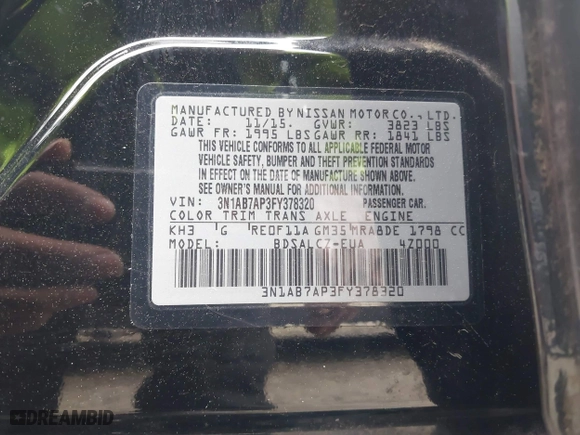 MANUFACTURED BY NISSAN MOTOR CO., LTD.
DATE: 11/15 GVWR: 3823 LBS
GAWR FR: 1995 LBS GAWR RR: 1841 LBS
THIS VEHICLE CONFORMS TO ALL APPLICABLE FEDERAL MOTOR
VEHICLE SAFETY, BUMPER AND THEFT PREVENTION STANDARDS
IN EFFECT ON THE DATE OF MANUFACTURE SHOWN ABOVE.
SEE OWNER'S MANUAL FOR ADDITIONAL INFORMATION.
VIN: 3N1AB7AP3FY378320 PASSENGER CAR.
COLOR TRIM TRANS AXLE ENGINE
KH3 G RE0F11A GM35 MRA8DE 1798 CC
MODEL: BDSALCZ-EUA 4Z000
3N1AB7AP3FY378320
DREAMBID